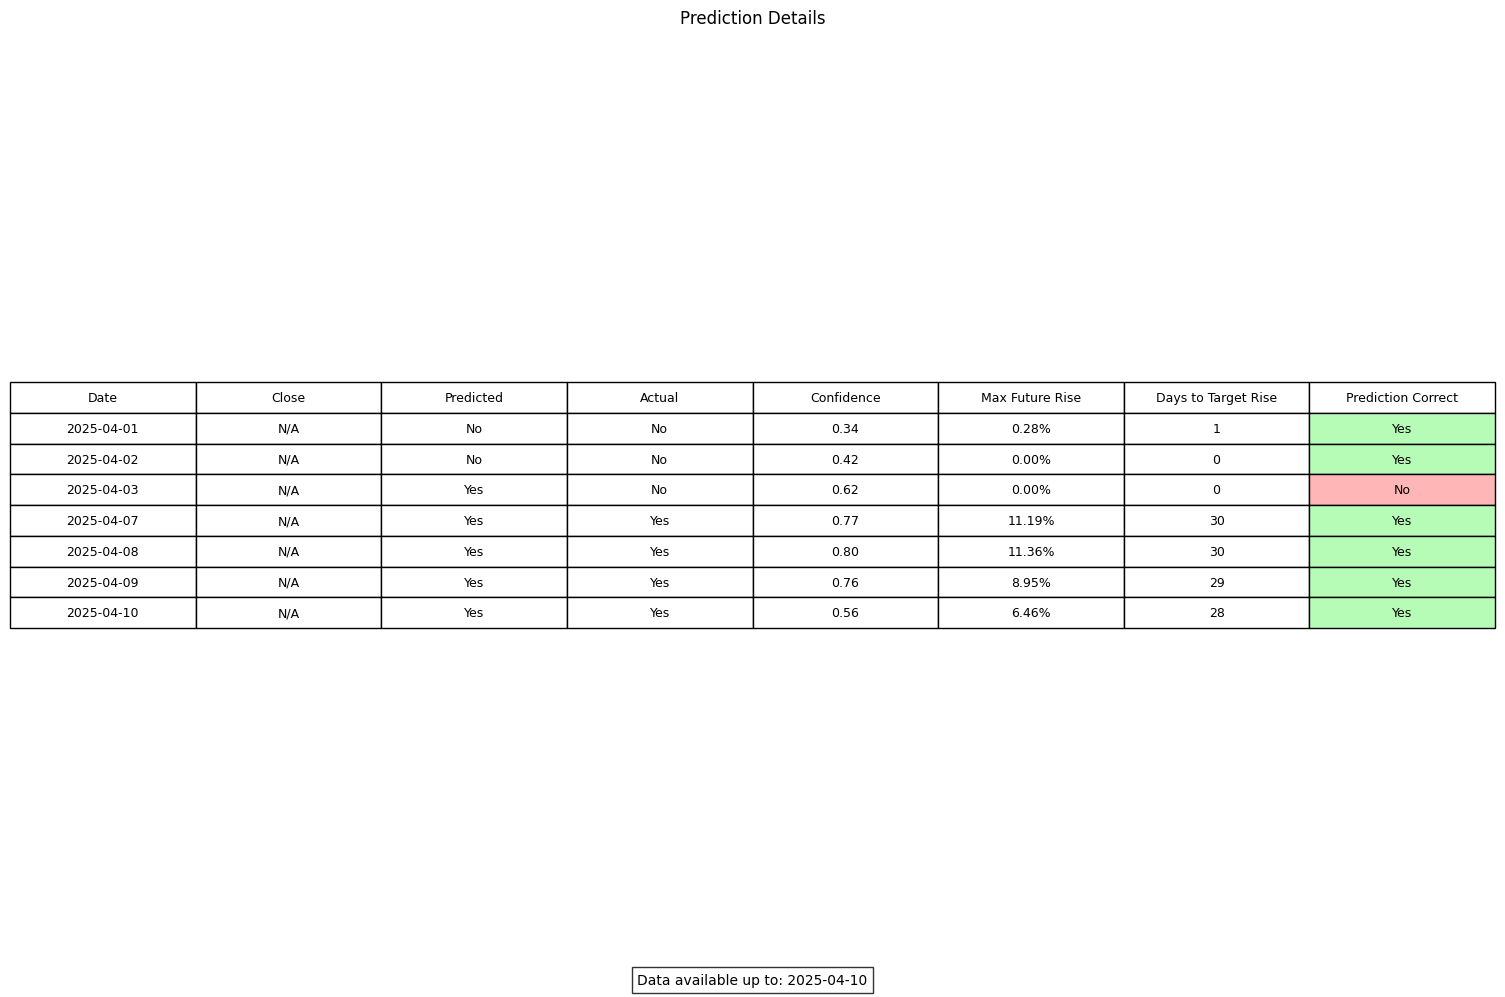 Prediction Details
Date Close Predicted Actual Confidence Max Future Rise Days to Target Rise Prediction Correct
2025-04-01 N/A No No 0.34 0.28% 1 Yes
2025-04-02 N/A No No 0.42 0.00% 0 Yes
2025-04-03 N/A Yes No 0.62 0.00% 0 No
2025-04-07 N/A Yes Yes 0.77 11.19% 30 Yes
2025-04-08 N/A Yes Yes 0.80 11.36% 30 Yes
2025-04-09 N/A Yes Yes 0.76 8.95% 29 Yes
2025-04-10 N/A Yes Yes 0.56 6.46% 28 Yes
Data available up to: 2025-04-10